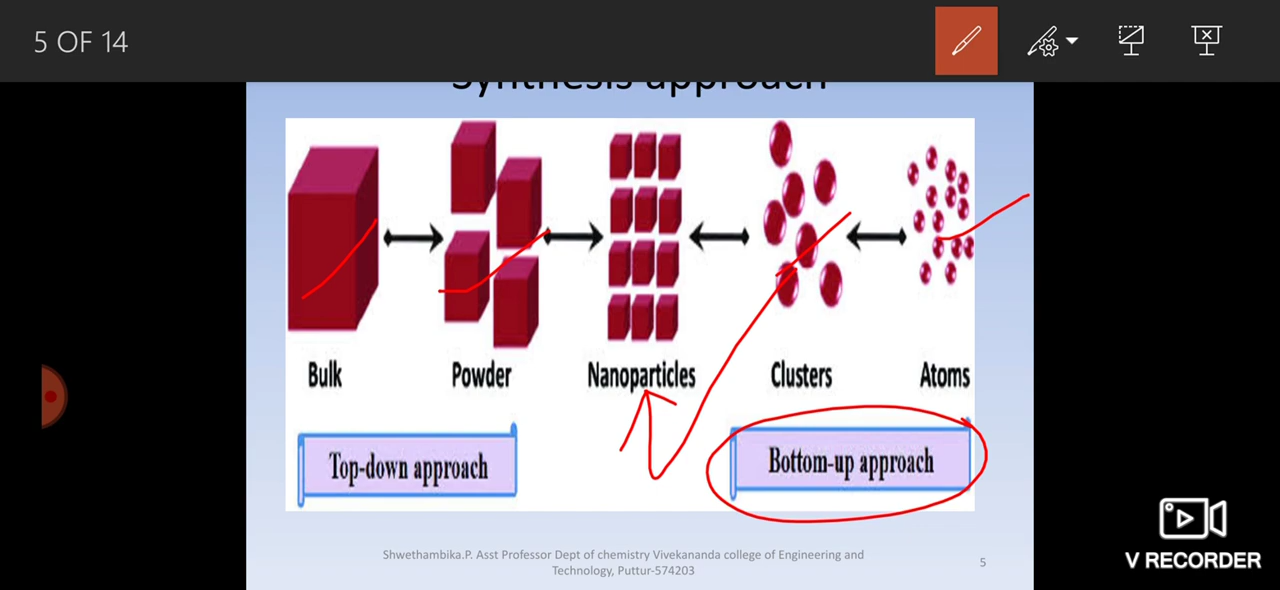 5 OF 14
Synthesis approach
Bulk
Powder
Nanoparticles
Clusters
Atoms
Top-down approach
Bottom-up approach
Shwethambika.P. Asst Professor Dept of chemistry Vivekananda college of Engineering and
Technology, Puttur-574203
5
V RECORDER